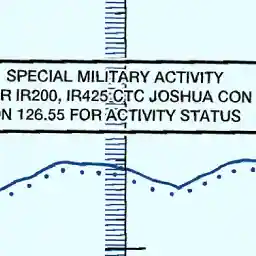 SPECIAL MILITARY ACTIVITY
R IR200, IR425 CTC JOSHUA CON
N 126.55 FOR ACTIVITY STATUS